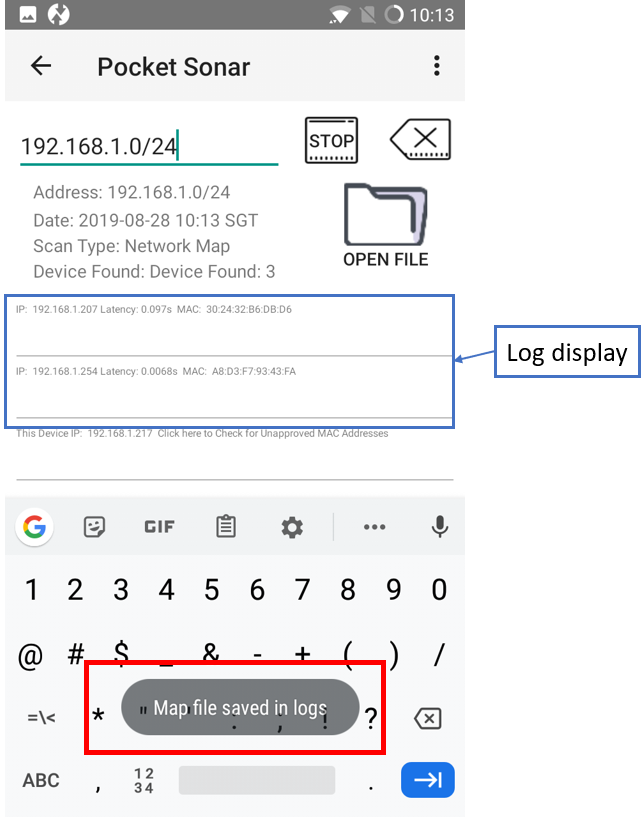 10:13
Pocket Sonar
192.168.1.0/24
STOP
Address: 192.168.1.0/24
Date: 2019-08-28 10:13 SGT
Scan Type: Network Map
Device Found: Device Found: 3
OPEN FILE
IP: 192.168.1.207 Latency: 0.097s MAC: 30:24:32:B6:DB:D6
Log display
IP: 192.168.1.254 Latency: 0.0068s MAC: A8:D3:F7:93:43:FA
This Device IP: 192.168.1.217 Click here to Check for Unapproved MAC Addresses
G GIF
1 2 3 4 5 6 7 8 9 0
@ # $ _ & - + ( ) /
=\< * " ' : ; ! ?
Map file saved in logs
ABC , 12 .
34